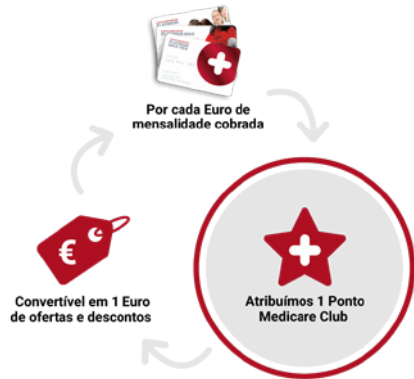 Por cada Euro de
mensalidade cobrada
Atribuímos 1 Ponto
Medicare Club
€
Convertível em 1 Euro
de ofertas e descontos